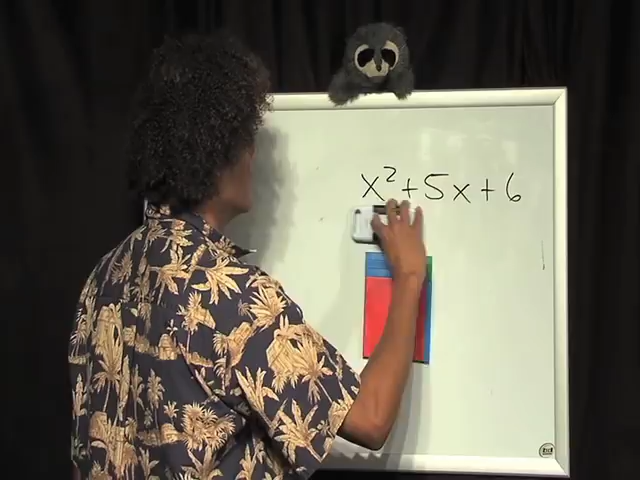 x² + 5x + 6